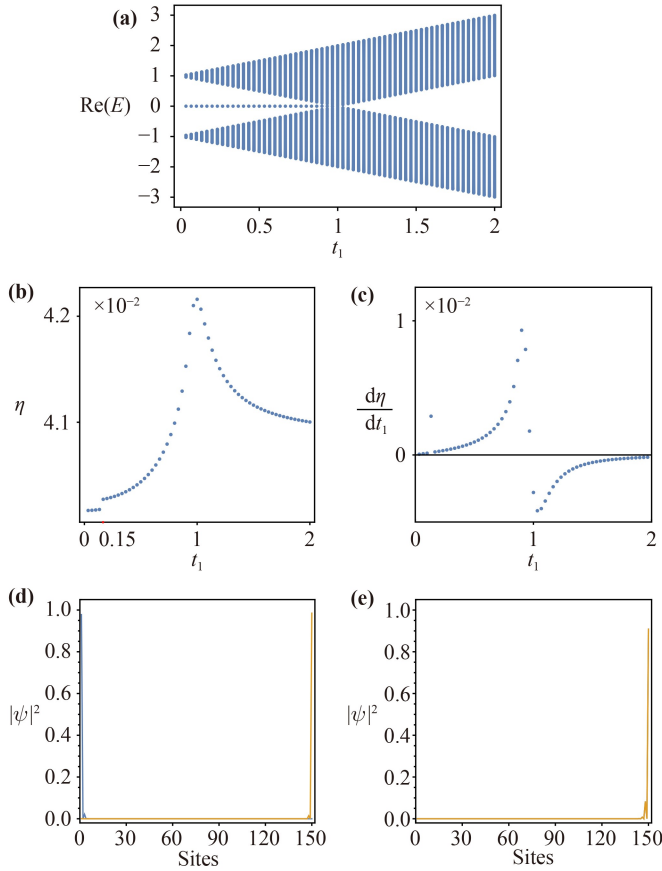 (a)
3
2
1
Re(E) 0
−1
−2
−3
0 0.5 1 1.5 2
t₁
(b)
×10⁻²
4.2
η
4.1
0 0.15 1 2
t₁
(c)
×10⁻²
1
dη
dt₁
0
0 1 2
t₁
(d)
1.0
0.8
0.6
|ψ|²
0.4
0.2
0.0
0 30 60 90 120 150
Sites
(e)
1.0
0.8
0.6
|ψ|²
0.4
0.2
0.0
0 30 60 90 120 150
Sites